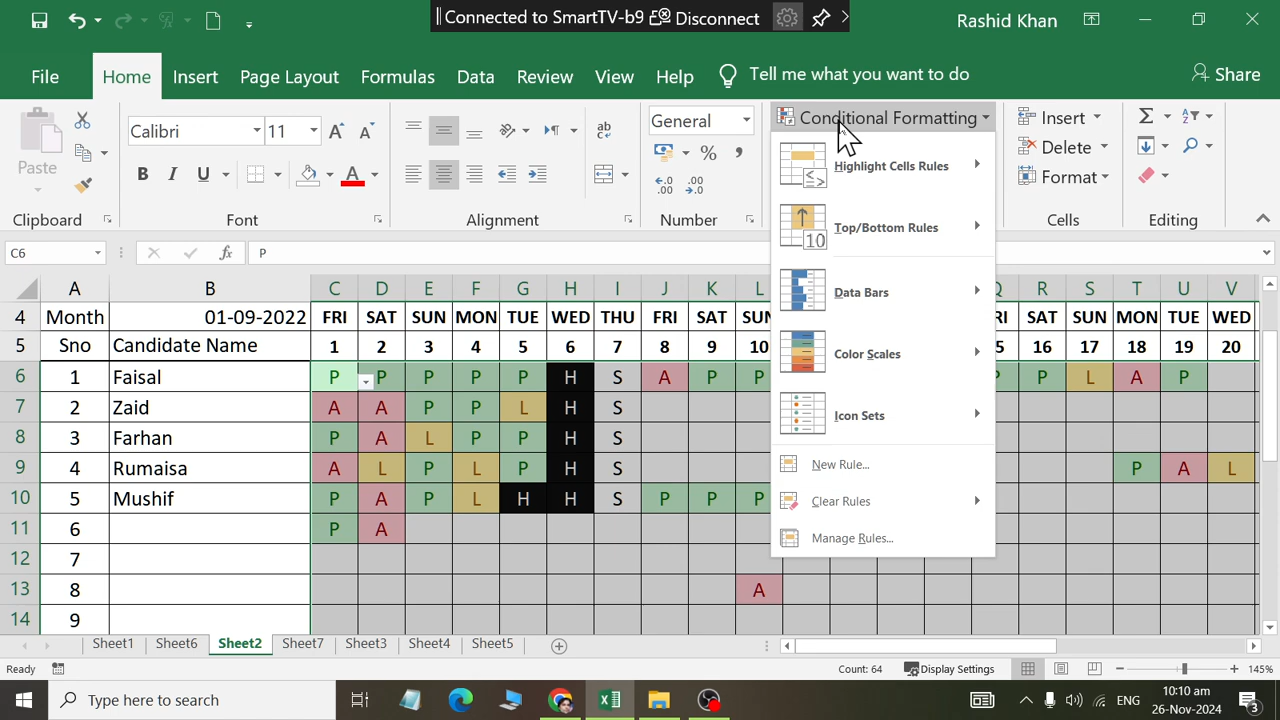 Connected to SmartTV-b9 Disconnect
Rashid Khan
File Home Insert Page Layout Formulas Data Review View Help Tell me what you want to do Share
Paste
Calibri 11
General
Conditional Formatting
Insert
Delete
Format
Clipboard Font Alignment Number Cells Editing
Highlight Cells Rules
Top/Bottom Rules
Data Bars
Color Scales
Icon Sets
New Rule...
Clear Rules
Manage Rules...
C6 fx P
A B C D E F G H I J K L Q R S T U V
4 Month 01-09-2022 FRI SAT SUN MON TUE WED THU FRI SAT SUN SAT SUN MON TUE WED
5 Sno Candidate Name 1 2 3 4 5 6 7 8 9 10 16 17 18 19 20
6 1 Faisal P P P P P H S A P P P L A P
7 2 Zaid A A P P L H S
8 3 Farhan P A L P P H S
9 4 Rumaisa A L P L P H S P A L
10 5 Mushif P A P L H H S P P P
11 6 P A
12 7
13 8 A
14 9
Sheet1 Sheet6 Sheet2 Sheet7 Sheet3 Sheet4 Sheet5
Ready Count: 64 Display Settings 145%
Type here to search
ENG
10:10 am
26-Nov-2024
3